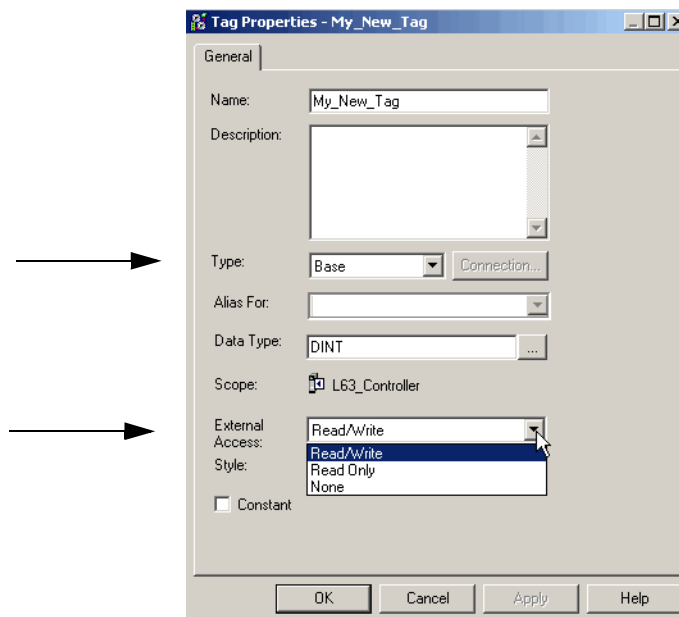 Tag Properties - My_New_Tag
General
Name: My_New_Tag
Description:
Type: Base Connection...
Alias For:
Data Type: DINT ...
Scope: L63_Controller
External Access: Read/Write
Read/Write
Style: Read Only
None
Constant
OK Cancel Apply Help